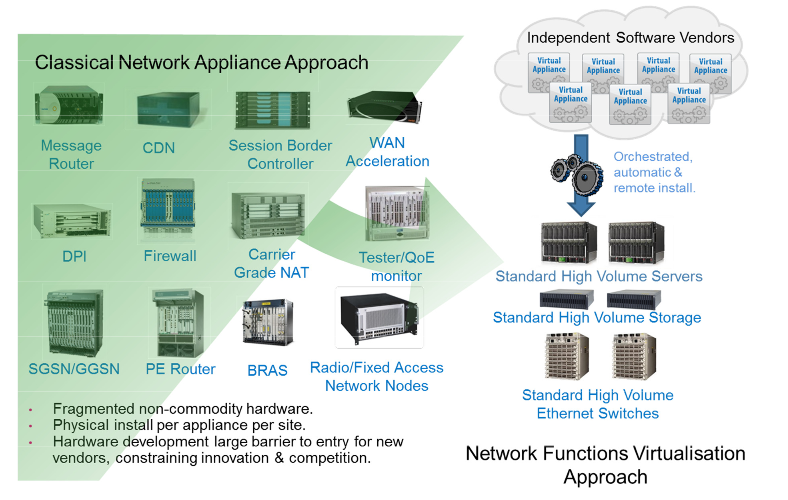 Classical Network Appliance Approach
Message
Router
CDN
Session Border
Controller
WAN
Acceleration
DPI
Firewall
Carrier
Grade NAT
Tester/QoE
monitor
SGSN/GGSN
PE Router
BRAS
Radio/Fixed Access
Network Nodes
• Fragmented non-commodity hardware.
• Physical install per appliance per site.
• Hardware development large barrier to entry for new
vendors, constraining innovation & competition.
Independent Software Vendors
Virtual
Appliance
Virtual
Appliance
Virtual
Appliance
Virtual
Appliance
Virtual
Appliance
Virtual
Appliance
Virtual
Appliance
Orchestrated,
automatic &
remote install.
Standard High Volume Servers
Standard High Volume Storage
Standard High Volume
Ethernet Switches
Network Functions Virtualisation
Approach